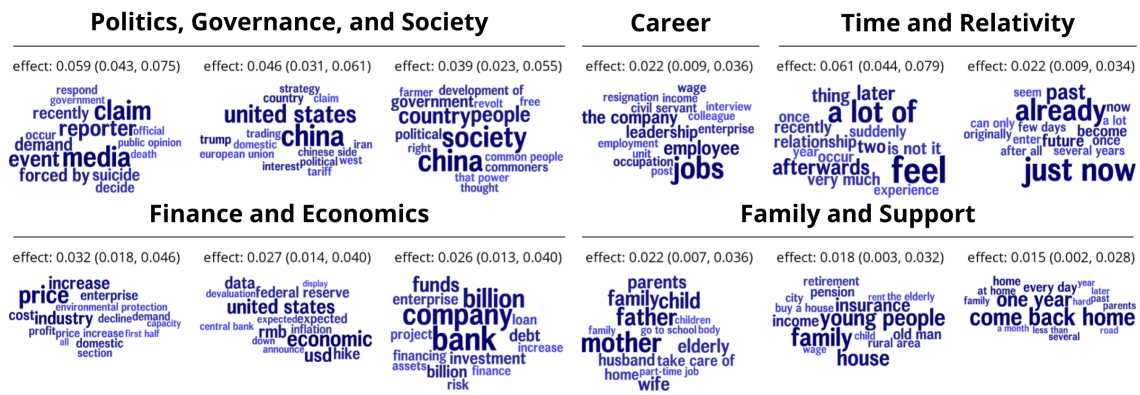 Politics, Governance, and Society
Career
Time and Relativity
effect: 0.059 (0.043, 0.075)
respond
government
recently claim
reporter official
occur
demand public opinion
event media death
forced by suicide
decide
effect: 0.046 (0.031, 0.061)
strategy
country claim
united states
trump trading china iran
domestic
european union chinese side
political west
interest tariff
effect: 0.039 (0.023, 0.055)
farmer development of
government revolt free
country people
political society
right
china common people
commoners
that power
thought
effect: 0.022 (0.009, 0.036)
wage
resignation income
civil servant interview
the company colleague
leadership enterprise
employment
unit employee
occupation
post jobs
effect: 0.061 (0.044, 0.079)
thing later
once a lot of
recently suddenly
relationship two is not it
year occur
afterwards feel
very much
experience
effect: 0.022 (0.009, 0.034)
seem past
already now
a lot
can only few days become
originally enter future once
after all several years
just now
Finance and Economics
Family and Support
effect: 0.032 (0.018, 0.046)
increase
price enterprise
environmental protection
cost industry decline demand
capacity
profit price increase first half
all domestic
section
effect: 0.027 (0.014, 0.040)
data display
devaluation federal reserve
united states
expected expected
central bank rmb inflation
down economic
announce usd hike
effect: 0.026 (0.013, 0.040)
funds
enterprise billion
company loan
project bank debt
increase
financing investment
assets billion finance
risk
effect: 0.022 (0.007, 0.036)
parents
family child
father children
family go to school body
mother elderly
husband take care of
home part-time job
wife
effect: 0.018 (0.003, 0.032)
retirement
city pension rent the elderly
buy a house insurance
income young people
family child old man
wage rural area
house
effect: 0.015 (0.002, 0.028)
home
at home every day year
later
family one year hard past
parents
come back home
a month less than road
several